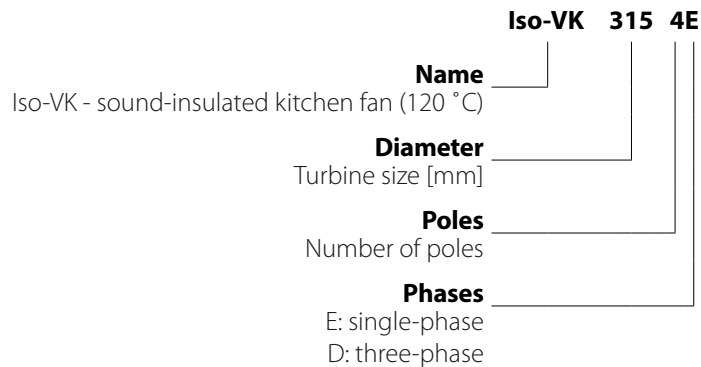 Iso-VK 315 4E
Name
Iso-VK - sound-insulated kitchen fan (120 ˚C)
Diameter
Turbine size [mm]
Poles
Number of poles
Phases
E: single-phase
D: three-phase